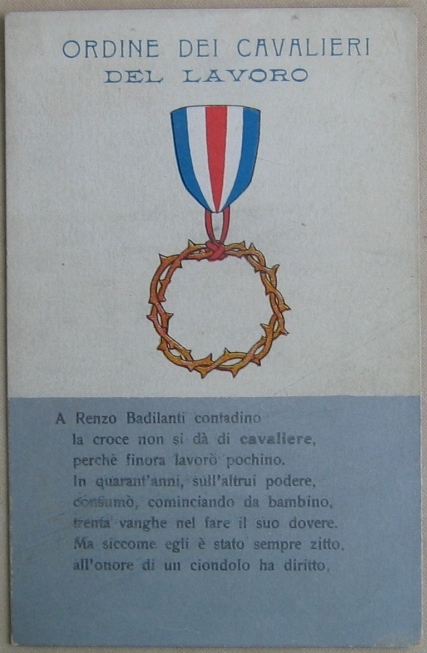 ORDINE DEI CAVALIERI
DEL LAVORO
A Renzo Badilanti contadino
la croce non si dà di cavaliere,
perchè finora lavorò pochino.
In quarant'anni, sull'altrui podere,
consumò, cominciando da bambino,
trenta vanghe nel fare il suo dovere.
Ma siccome egli è stato sempre zitto,
all'onore di un ciondolo ha diritto.